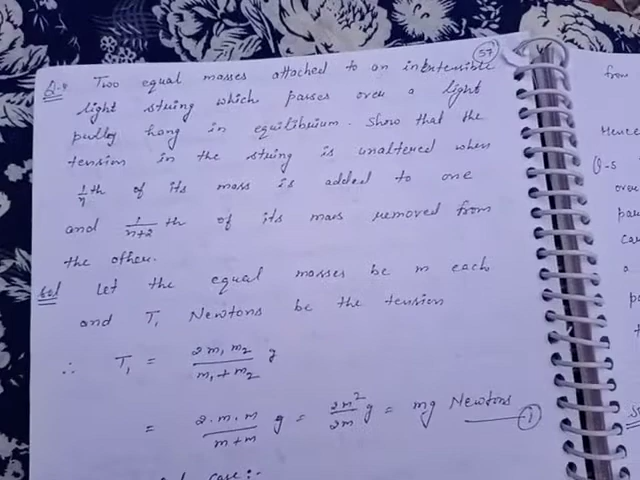 59
Q.4 Two equal masses attached to an inextensible
light string which passes over a light
pulley hang in equilibrium. Show that the
tension in the string is unaltered when
1/n th of its mass is added to one
and 1/n+2 th of its mass removed from
the other.
Sol Let the equal masses be m each
and T₁ Newtons be the tension
∴ T₁ = 2m₁m₂/m₁+m₂ g
= 2.m.m/m+m g = 2m²/2m g = mg Newtons — ①
case:-
from
Hence
Q-5
over
a